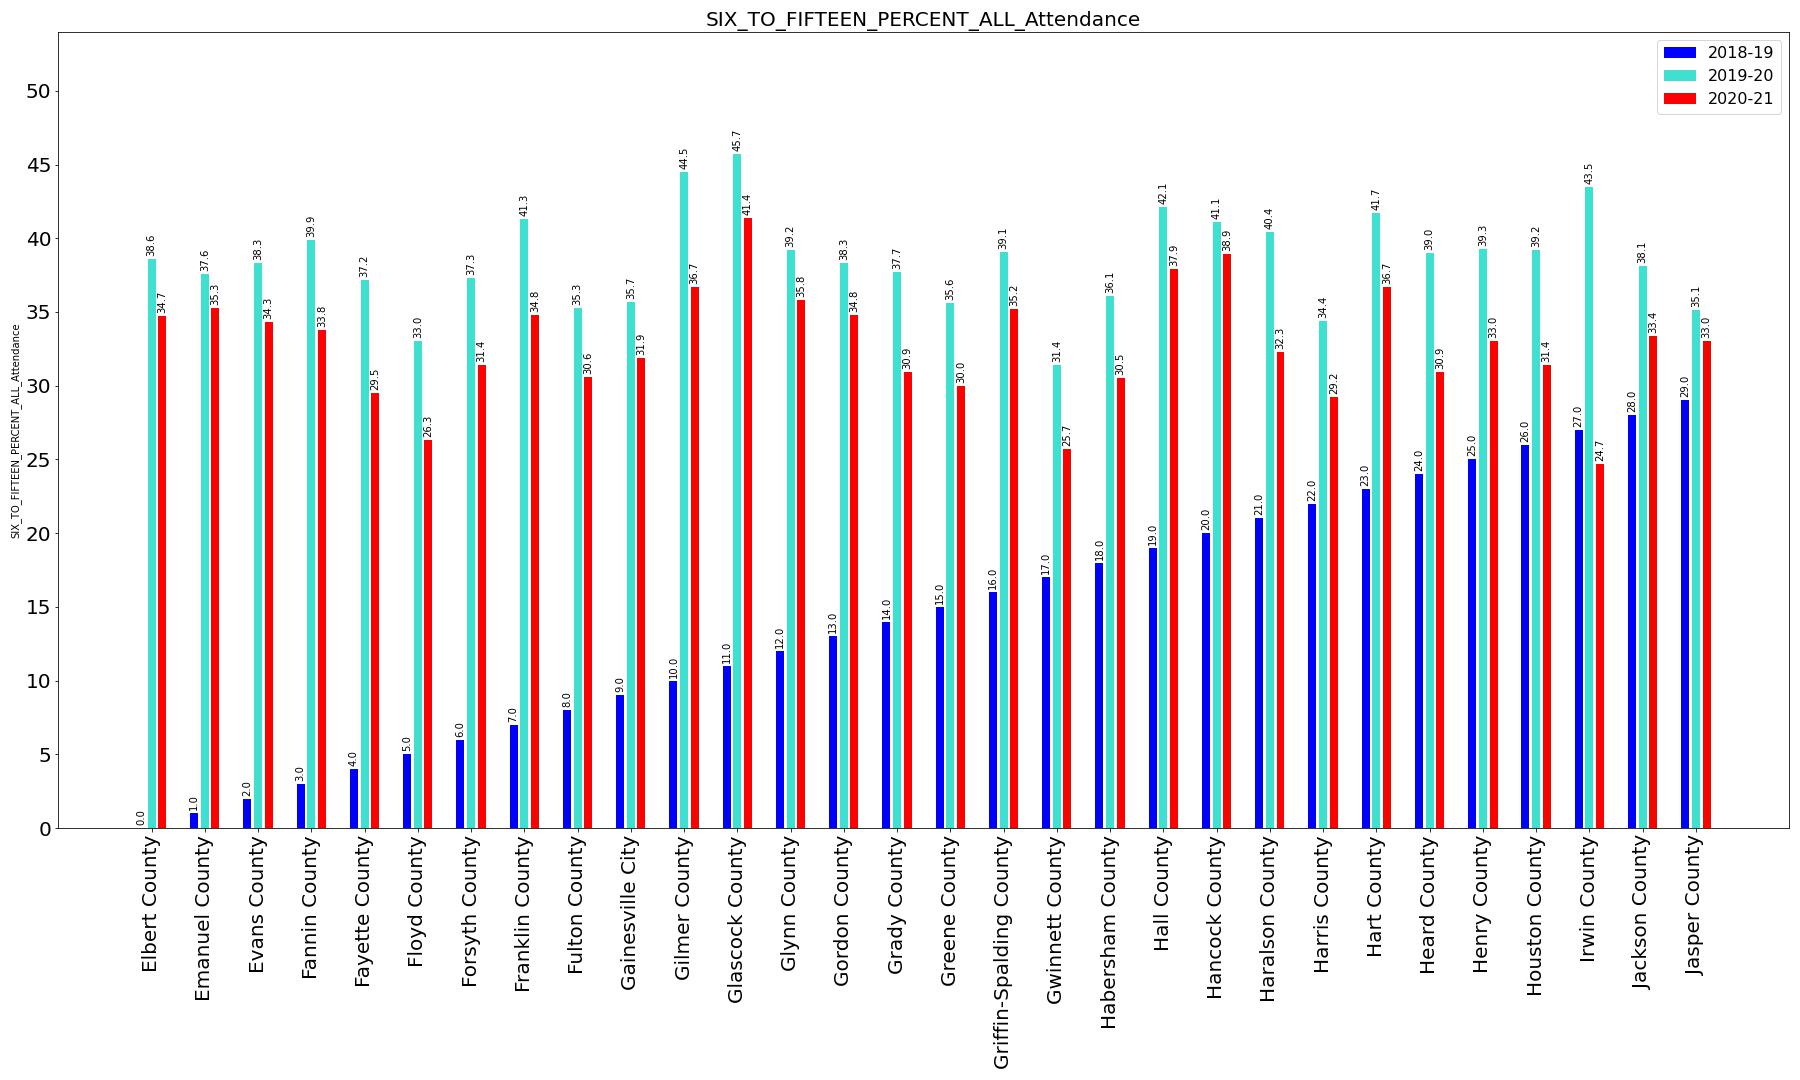 SIX_TO_FIFTEEN_PERCENT_ALL_Attendance
2018-19
2019-20
2020-21
SIX_TO_FIFTEEN_PERCENT_ALL_Attendance
50
45
40
35
30
25
20
15
10
5
0
0.0 38.6 34.7
1.0 37.6 35.3
2.0 38.3 34.3
3.0 39.9 33.8
4.0 37.2 29.5
5.0 33.0 26.3
6.0 37.3 31.4
7.0 41.3 34.8
8.0 35.3 30.6
9.0 35.7 31.9
10.0 44.5 36.7
11.0 45.7 41.4
12.0 39.2 35.8
13.0 38.3 34.8
14.0 37.7 30.9
15.0 35.6 30.0
16.0 39.1 35.2
17.0 31.4 25.7
18.0 36.1 30.5
19.0 42.1 37.9
20.0 41.1 38.9
21.0 40.4 32.3
22.0 34.4 29.2
23.0 41.7 36.7
24.0 39.0 30.9
25.0 39.3 33.0
26.0 39.2 31.4
27.0 43.5 24.7
28.0 38.1 33.4
29.0 35.1 33.0
Elbert County
Emanuel County
Evans County
Fannin County
Fayette County
Floyd County
Forsyth County
Franklin County
Fulton County
Gainesville City
Gilmer County
Glascock County
Glynn County
Gordon County
Grady County
Greene County
Griffin-Spalding County
Gwinnett County
Habersham County
Hall County
Hancock County
Haralson County
Harris County
Hart County
Heard County
Henry County
Houston County
Irwin County
Jackson County
Jasper County